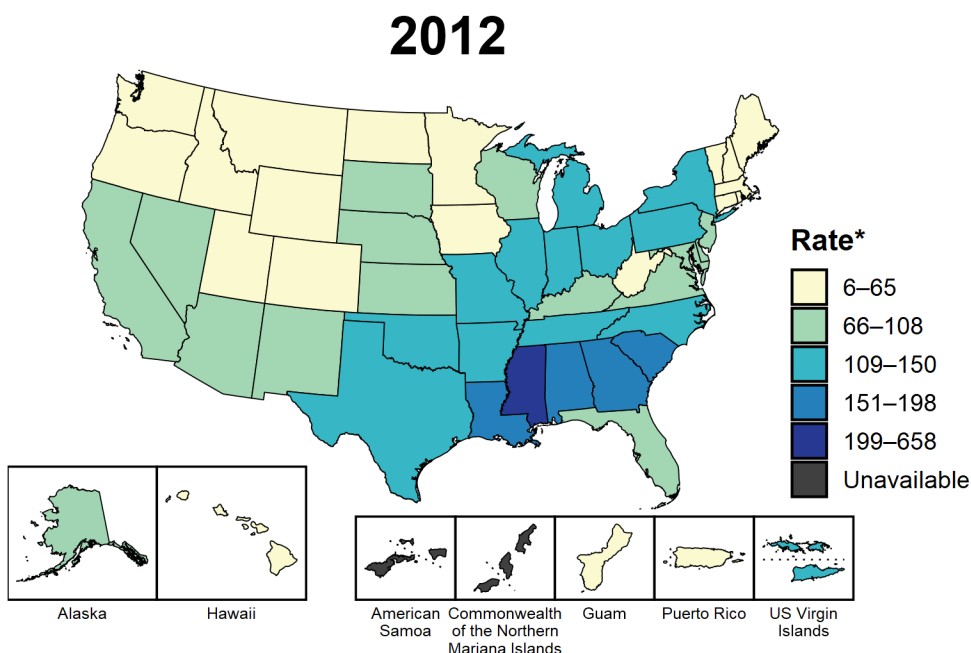 2012
Rate*
6–65
66–108
109–150
151–198
199–658
Unavailable
Alaska
Hawaii
American
Samoa
Commonwealth
of the Northern
Mariana Islands
Guam
Puerto Rico
US Virgin
Islands